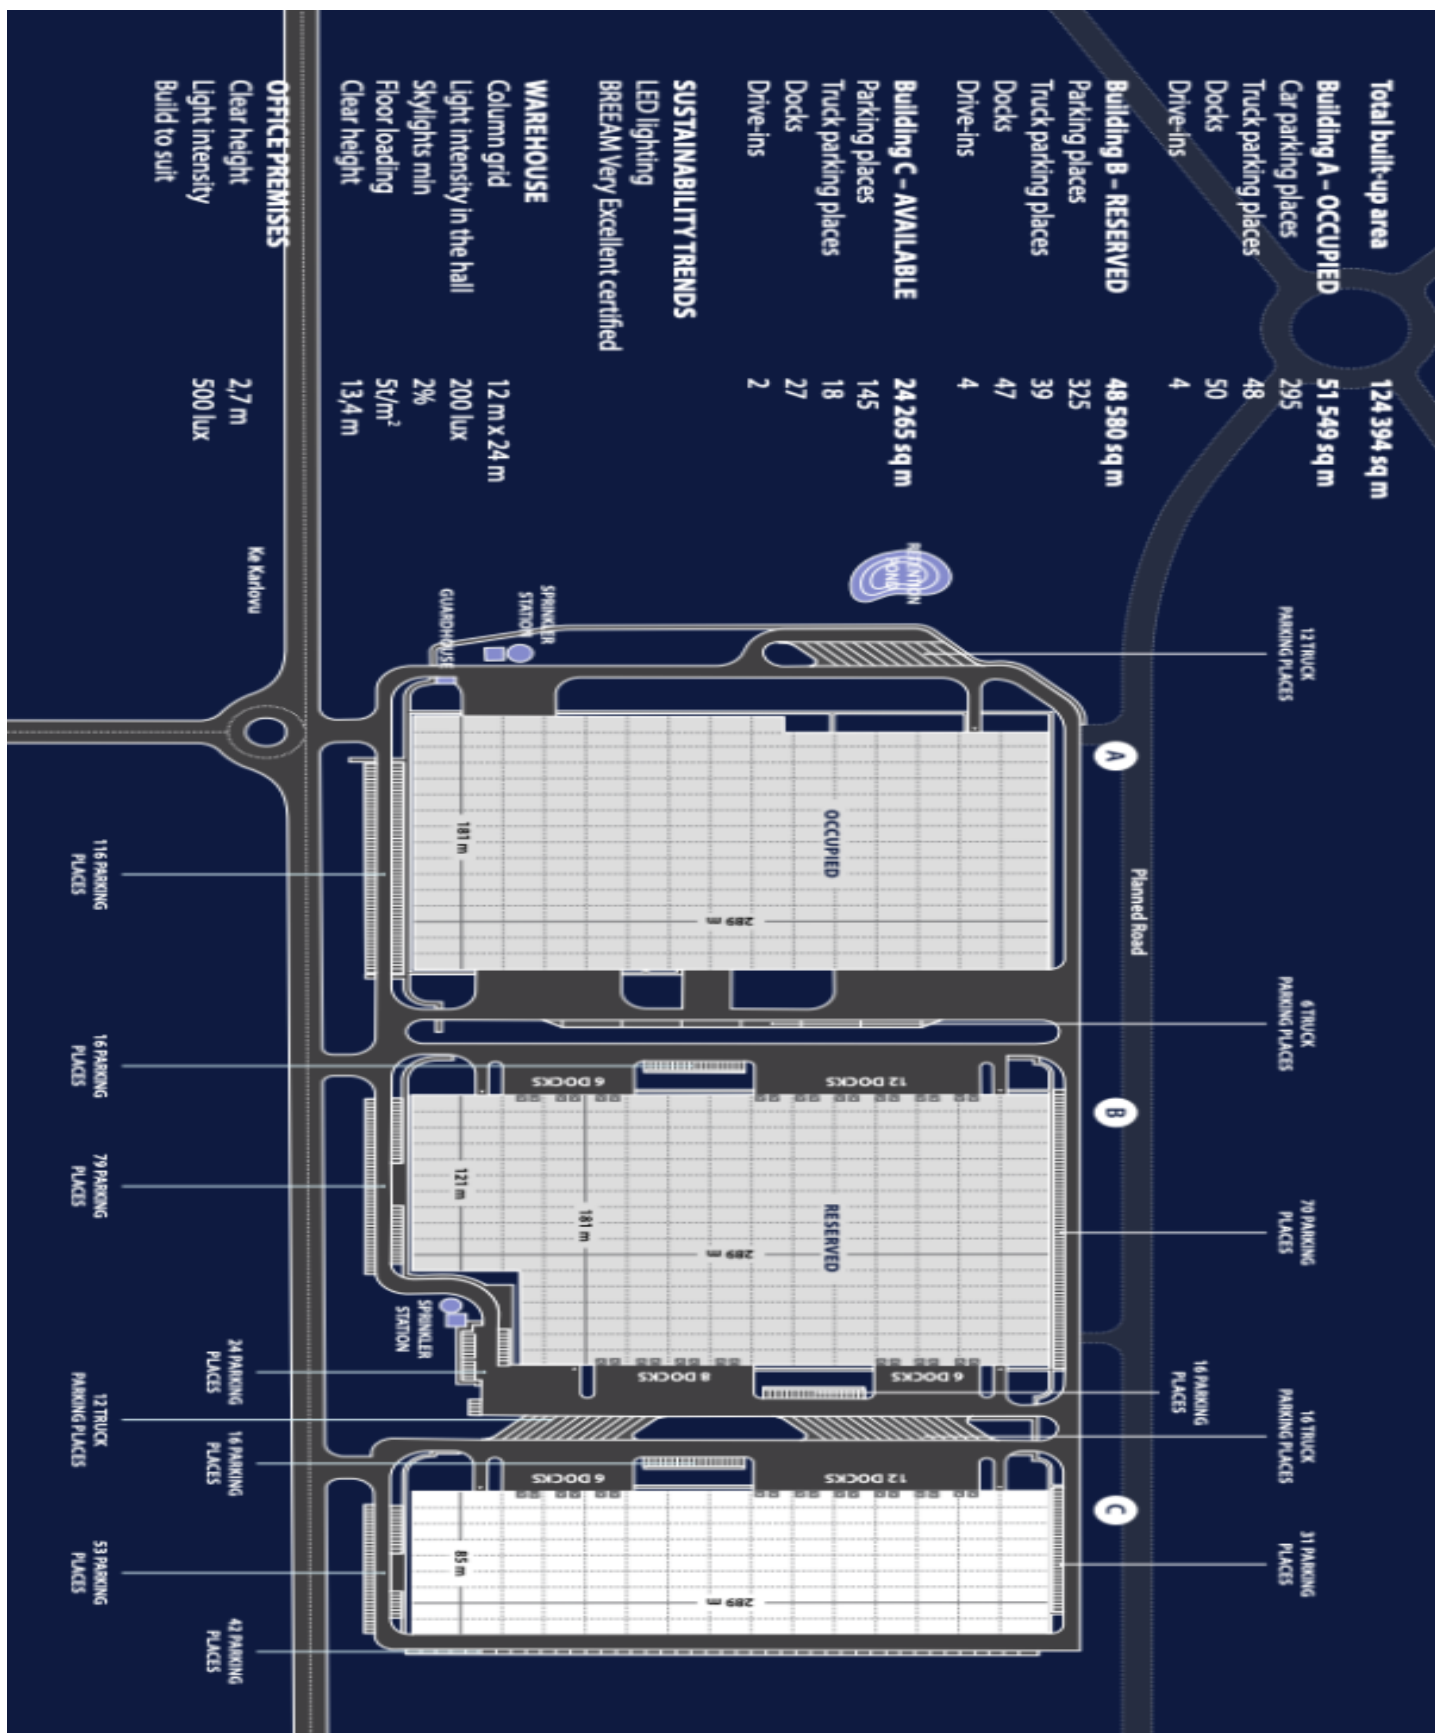 Total built-up area 124 394 sq m
Building A – OCCUPIED 51 549 sq m
Car parking places 295
Truck parking places 48
Docks 50
Drive-ins 4
Building B – RESERVED 48 580 sq m
Parking places 325
Truck parking places 39
Docks 47
Drive-ins 4
Building C – AVAILABLE 24 265 sq m
Parking places 145
Truck parking places 18
Docks 27
Drive-ins 2
SUSTAINABILITY TRENDS
LED lighting
BREEAM Very Excellent certified
WAREHOUSE
Column grid 12 m x 24 m
Light intensity in the hall 200 lux
Skylights min 2%
Floor loading 5t/m²
Clear height 13,4 m
OFFICE PREMISES
Clear height 2,7 m
Light intensity 500 lux
Build to suit
12 TRUCK
PARKING PLACES
6 TRUCK
PARKING PLACES
70 PARKING
PLACES
16 PARKING
PLACES
16 TRUCK
PARKING PLACES
31 PARKING
PLACES
Planned Road
A
B
C
RETENTION
POND
SPRINKLER
STATION
GUARDHOUSE
Ke Karlovu
OCCUPIED
181 m
289 m
12 DOCKS
6 DOCKS
RESERVED
121 m
181 m
289 m
6 DOCKS
8 DOCKS
SPRINKLER
STATION
12 DOCKS
6 DOCKS
85 m
289 m
116 PARKING
PLACES
16 PARKING
PLACES
79 PARKING
PLACES
24 PARKING
PLACES
12 TRUCK
PARKING PLACES
16 PARKING
PLACES
53 PARKING
PLACES
42 PARKING
PLACES